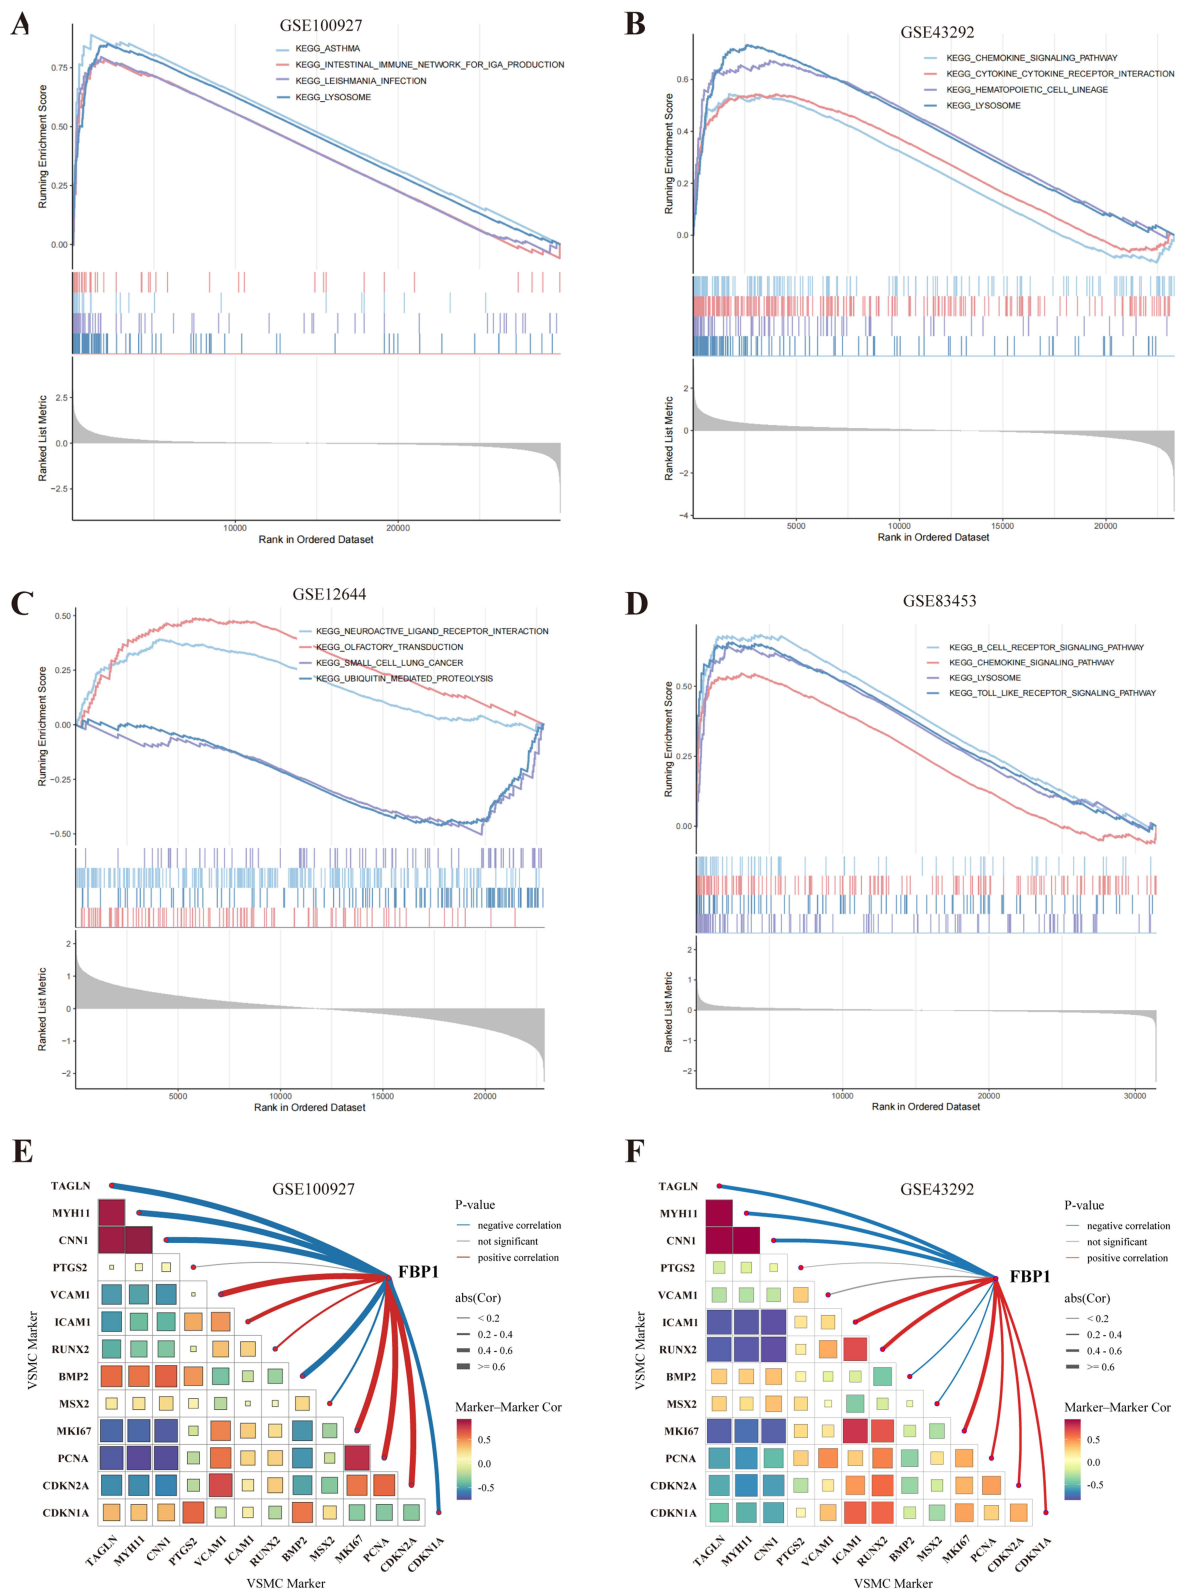 A
GSE100927
KEGG_ASTHMA
KEGG_INTESTINAL_IMMUNE_NETWORK_FOR_IGA_PRODUCTION
KEGG_LEISHMANIA_INFECTION
KEGG_LYSOSOME
Running Enrichment Score
0.75
0.50
0.25
0.00
Ranked List Metric
2.5
0.0
−2.5
10000
20000
Rank in Ordered Dataset
B
GSE43292
KEGG_CHEMOKINE_SIGNALING_PATHWAY
KEGG_CYTOKINE_CYTOKINE_RECEPTOR_INTERACTION
KEGG_HEMATOPOIETIC_CELL_LINEAGE
KEGG_LYSOSOME
Running Enrichment Score
0.6
0.4
0.2
0.0
Ranked List Metric
2
0
−2
−4
5000
10000
15000
20000
Rank in Ordered Dataset
C
GSE12644
KEGG_NEUROACTIVE_LIGAND_RECEPTOR_INTERACTION
KEGG_OLFACTORY_TRANSDUCTION
KEGG_SMALL_CELL_LUNG_CANCER
KEGG_UBIQUITIN_MEDIATED_PROTEOLYSIS
Running Enrichment Score
0.50
0.25
0.00
−0.25
−0.50
Ranked List Metric
2
1
0
−1
−2
5000
10000
15000
20000
Rank in Ordered Dataset
D
GSE83453
KEGG_B_CELL_RECEPTOR_SIGNALING_PATHWAY
KEGG_CHEMOKINE_SIGNALING_PATHWAY
KEGG_LYSOSOME
KEGG_TOLL_LIKE_RECEPTOR_SIGNALING_PATHWAY
Running Enrichment Score
0.50
0.25
0.00
Ranked List Metric
2
1
0
−1
−2
10000
20000
30000
Rank in Ordered Dataset
E
GSE100927
TAGLN
MYH11
CNN1
PTGS2
VCAM1
ICAM1
RUNX2
BMP2
MSX2
MKI67
PCNA
CDKN2A
CDKN1A
VSMC Marker
FBP1
TAGLN
MYH11
CNN1
PTGS2
VCAM1
ICAM1
RUNX2
BMP2
MSX2
MKI67
PCNA
CDKN2A
CDKN1A
VSMC Marker
P-value
negative correlation
not significant
positive correlation
abs(Cor)
< 0.2
0.2 - 0.4
0.4 - 0.6
>= 0.6
Marker–Marker Cor
0.5
0.0
-0.5
F
GSE43292
TAGLN
MYH11
CNN1
PTGS2
VCAM1
ICAM1
RUNX2
BMP2
MSX2
MKI67
PCNA
CDKN2A
CDKN1A
VSMC Marker
FBP1
TAGLN
MYH11
CNN1
PTGS2
VCAM1
ICAM1
RUNX2
BMP2
MSX2
MKI67
PCNA
CDKN2A
CDKN1A
VSMC Marker
P-value
negative correlation
not significant
positive correlation
abs(Cor)
< 0.2
0.2 - 0.4
0.4 - 0.6
>= 0.6
Marker–Marker Cor
0.5
0.0
-0.5